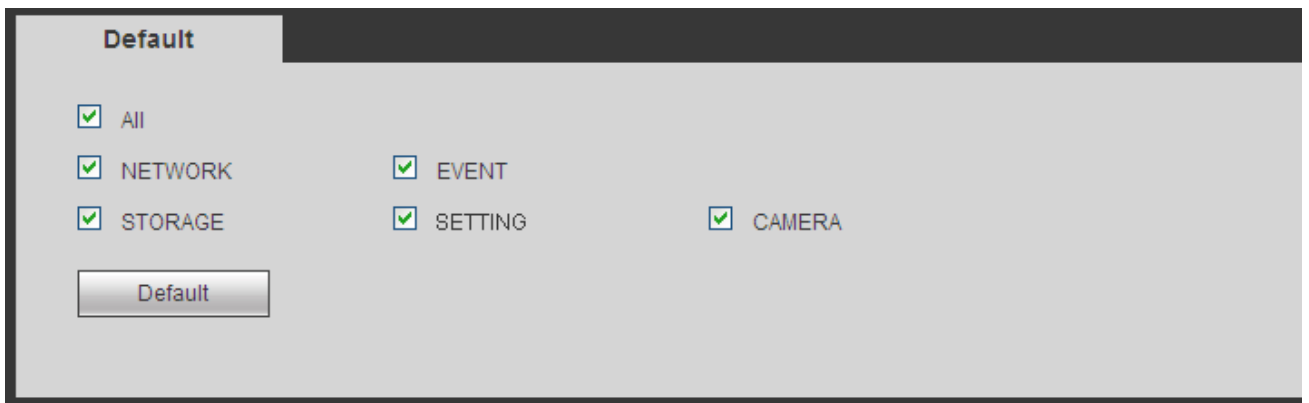 Default
All
NETWORK EVENT
STORAGE SETTING CAMERA
Default